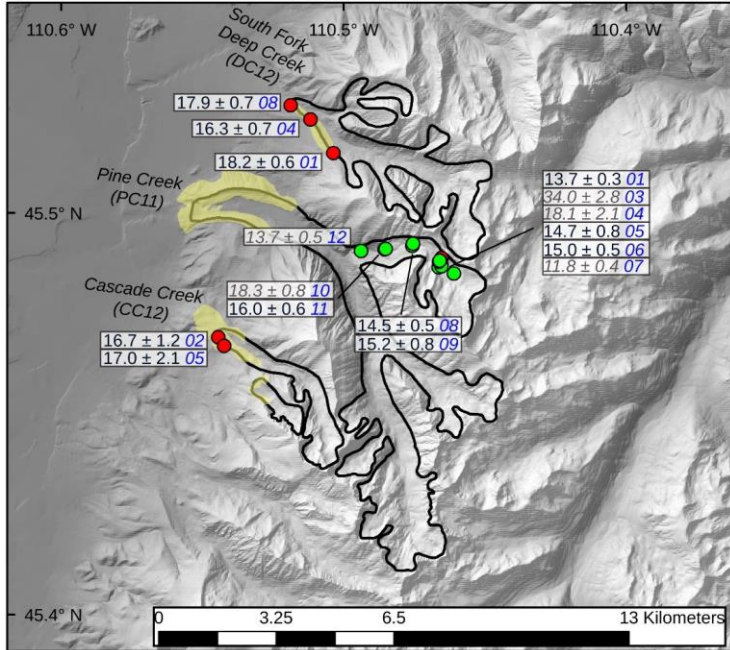 110.6° W
110.5° W
110.4° W
South Fork
Deep Creek
(DC12)
17.9 ± 0.7 08
16.3 ± 0.7 04
18.2 ± 0.6 01
Pine Creek
(PC11)
45.5° N
13.7 ± 0.5 12
13.7 ± 0.3 01
34.0 ± 2.8 03
18.1 ± 2.1 04
14.7 ± 0.8 05
15.0 ± 0.5 06
11.8 ± 0.4 07
Cascade Creek
(CC12)
18.3 ± 0.8 10
16.0 ± 0.6 11
14.5 ± 0.5 08
15.2 ± 0.8 09
16.7 ± 1.2 02
17.0 ± 2.1 05
45.4° N
0 3.25 6.5 13 Kilometers